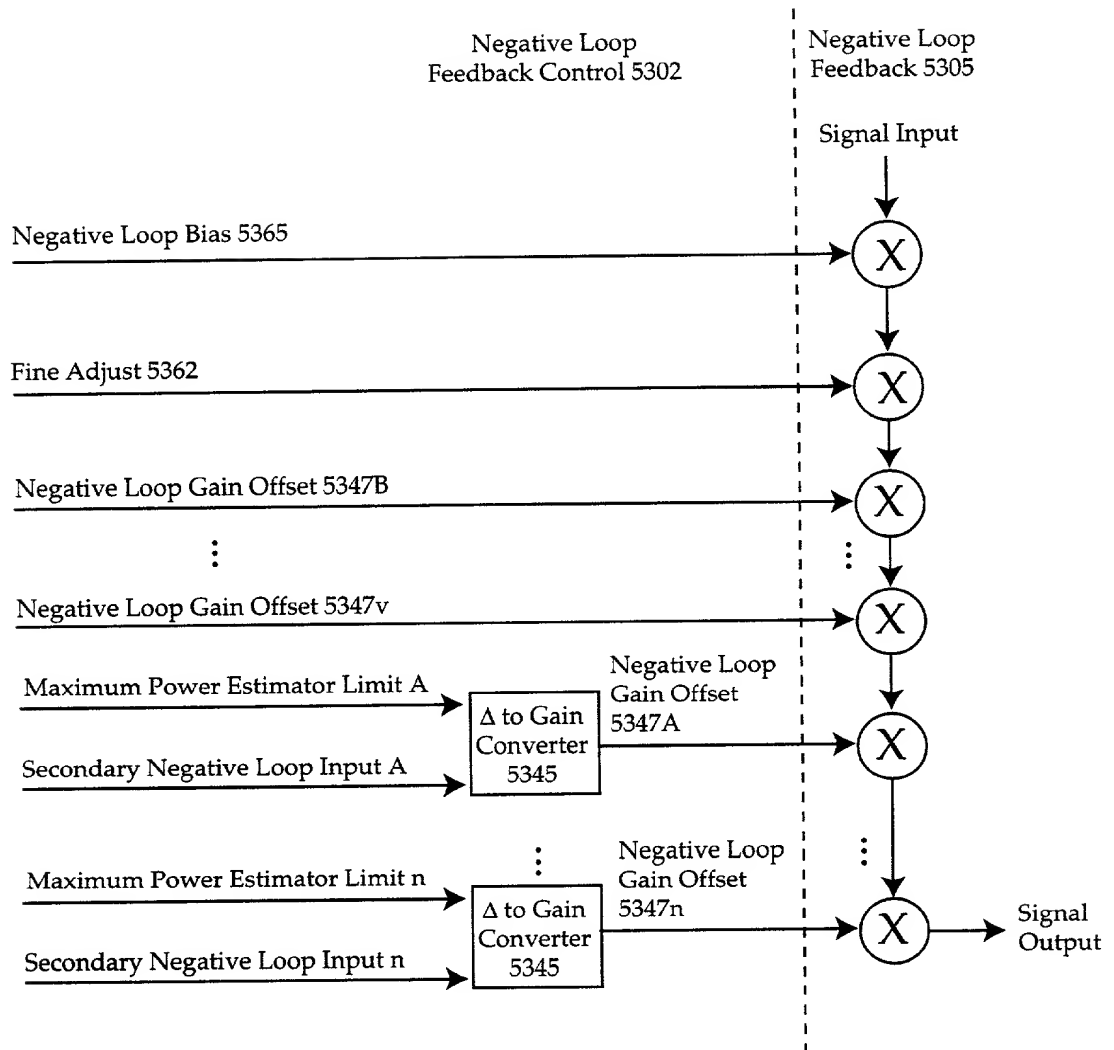 Negative Loop
Feedback Control 5302
Negative Loop
Feedback 5305
Signal Input
Negative Loop Bias 5365
X
Fine Adjust 5362
X
Negative Loop Gain Offset 5347B
X
Negative Loop Gain Offset 5347v
X
Maximum Power Estimator Limit A
Secondary Negative Loop Input A
Δ to Gain
Converter
5345
Negative Loop
Gain Offset
5347A
X
Maximum Power Estimator Limit n
Secondary Negative Loop Input n
Δ to Gain
Converter
5345
Negative Loop
Gain Offset
5347n
X
Signal
Output